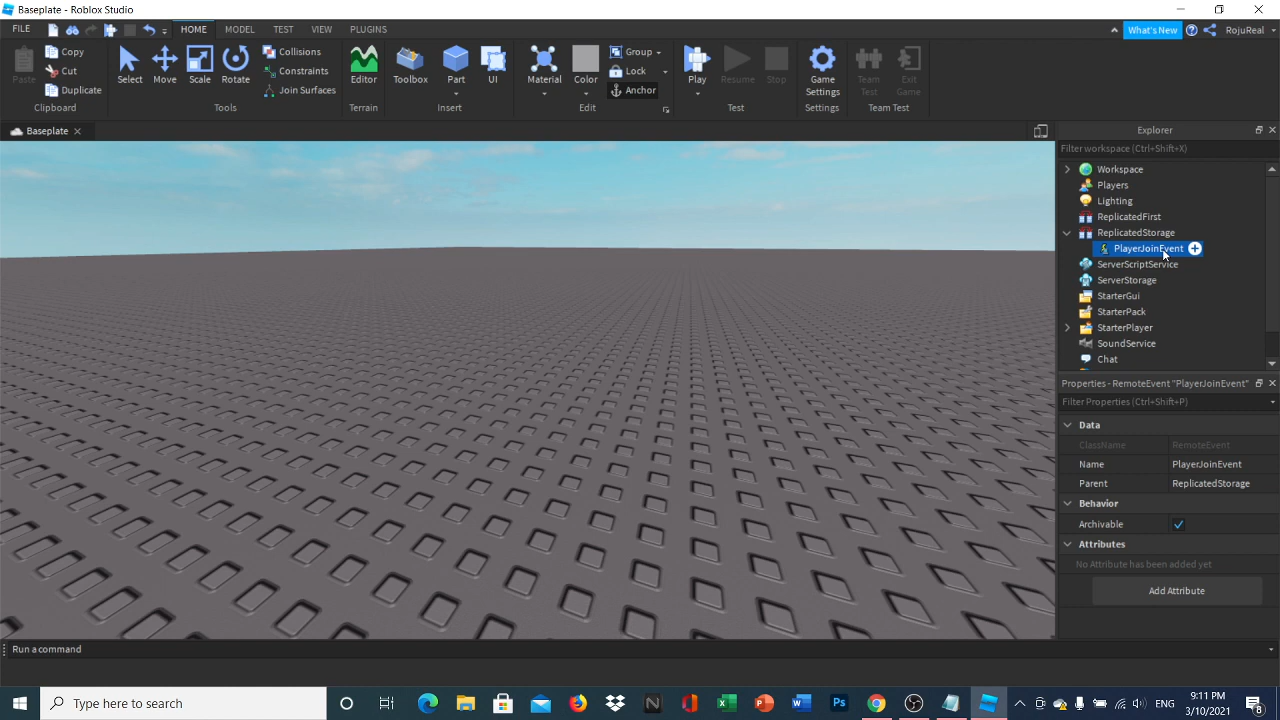 Baseplate - Roblox Studio
FILE HOME MODEL TEST VIEW PLUGINS What's New RojuReal
Paste Copy Cut Duplicate
Clipboard
Select Move Scale Rotate Collisions Constraints Join Surfaces
Tools
Editor
Terrain
Toolbox Part UI
Insert
Material Color Group Lock Anchor
Edit
Play Resume Stop
Test
Game Settings
Settings
Team Test Exit Game
Team Test
Baseplate
Explorer
Filter workspace (Ctrl+Shift+X)
Workspace
Players
Lighting
ReplicatedFirst
ReplicatedStorage
PlayerJoinEvent
ServerScriptService
ServerStorage
StarterGui
StarterPack
StarterPlayer
SoundService
Chat
Properties - RemoteEvent "PlayerJoinEvent"
Filter Properties (Ctrl+Shift+P)
Data
ClassName RemoteEvent
Name PlayerJoinEvent
Parent ReplicatedStorage
Behavior
Archivable
Attributes
No Attribute has been added yet
Add Attribute
Run a command
Type here to search
ENG
9:11 PM
3/10/2021